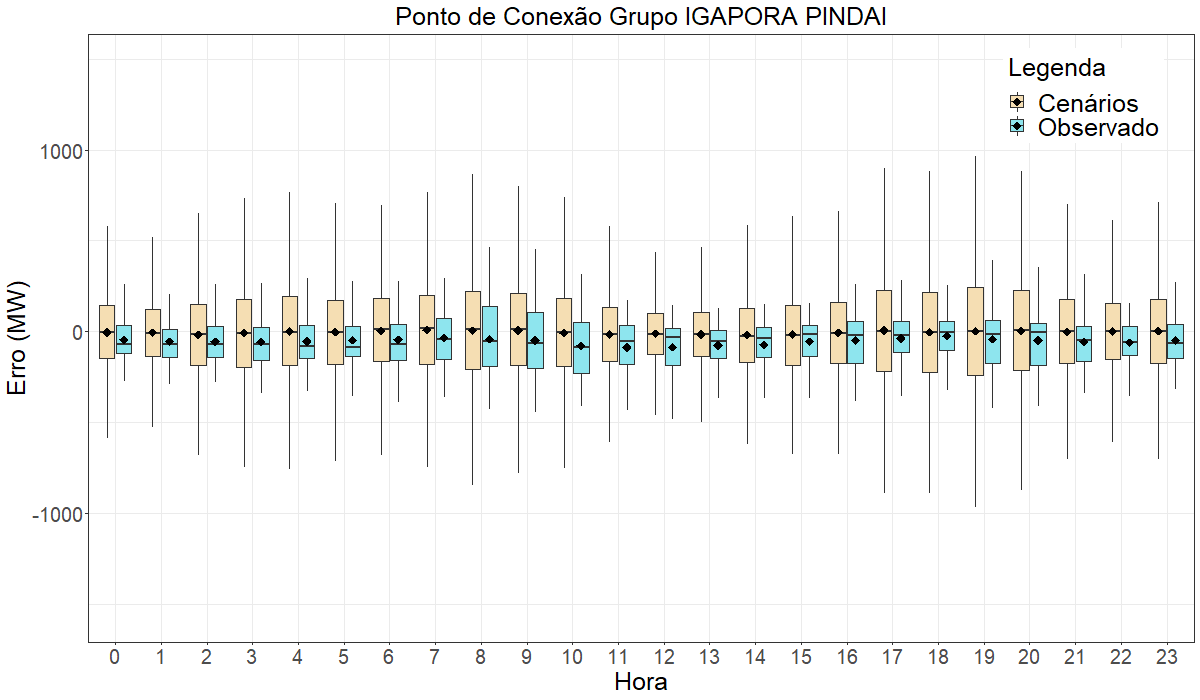 Ponto de Conexão Grupo IGAPORA PINDAI
Legenda
Cenários
Observado
1000
0
-1000
Erro (MW)
0 1 2 3 4 5 6 7 8 9 10 11 12 13 14 15 16 17 18 19 20 21 22 23
Hora